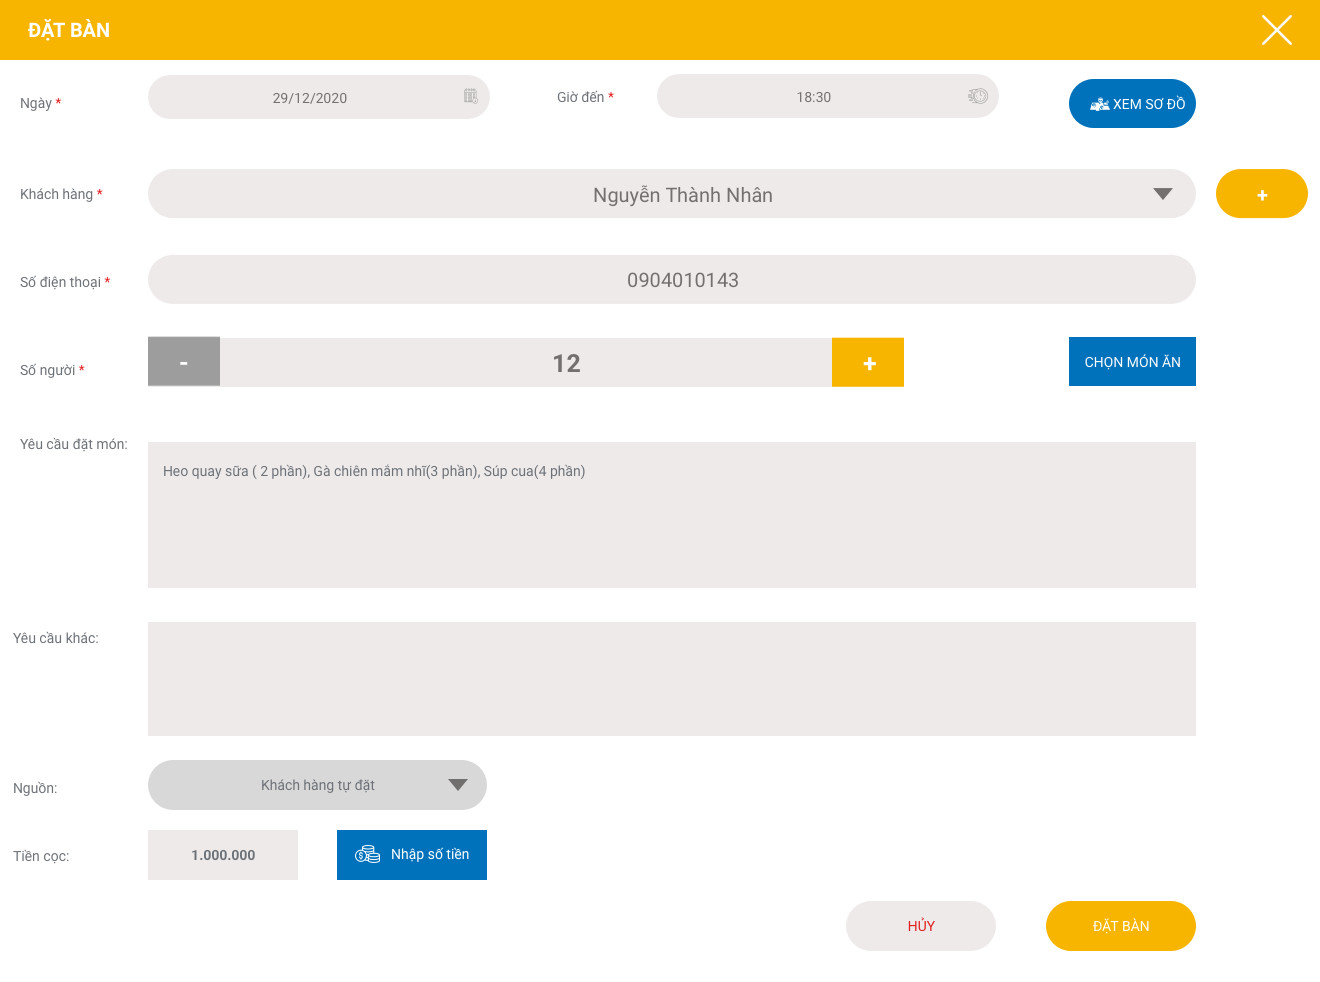 ĐẶT BÀN
Ngày *
29/12/2020
Giờ đến *
18:30
XEM SƠ ĐỒ
Khách hàng *
Nguyễn Thành Nhân
+
Số điện thoại *
0904010143
Số người *
-
12
+
CHỌN MÓN ĂN
Yêu cầu đặt món:
Heo quay sữa ( 2 phần), Gà chiên mắm nhĩ(3 phần), Súp cua(4 phần)
Yêu cầu khác:
Nguồn:
Khách hàng tự đặt
Tiền cọc:
1.000.000
Nhập số tiền
HỦY
ĐẶT BÀN